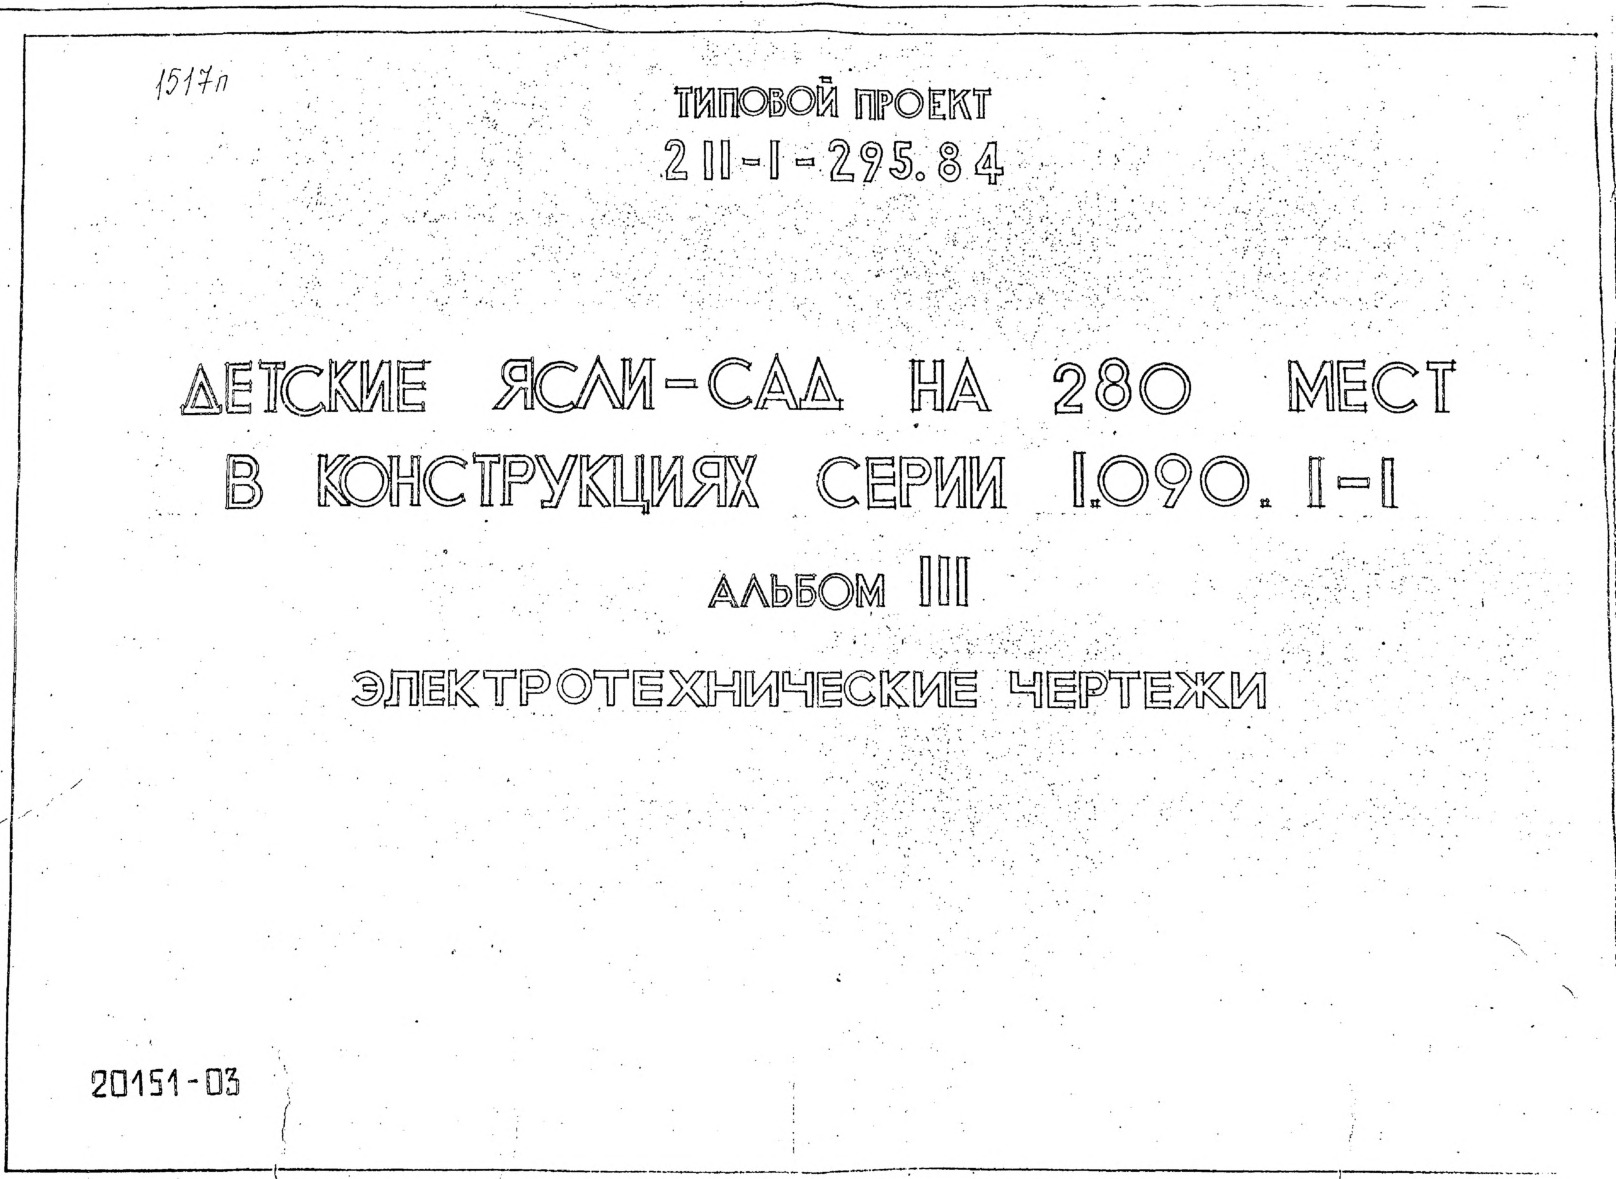 1517п
ТИПОВОЙ ПРОЕКТ
211-1-295.84
ДЕТСКИЕ ЯСЛИ-САД НА 280 МЕСТ
В КОНСТРУКЦИЯХ СЕРИИ 1.090.1-1
АЛЬБОМ III
ЭЛЕКТРОТЕХНИЧЕСКИЕ ЧЕРТЕЖИ
20151-03